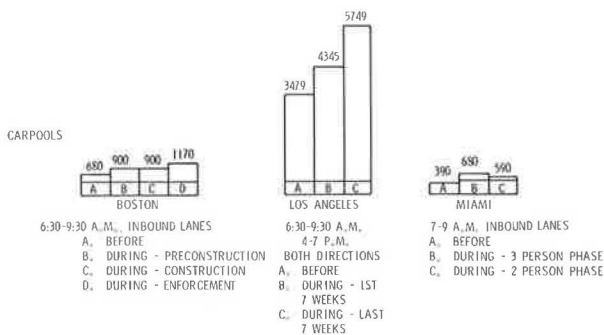 5749
4345
3479
CARPOOLS
680 900 900 1170
390 680 590
A B C D
A B C
A B C
BOSTON
LOS ANGELES
MIAMI
6:30-9:30 A.M. INBOUND LANES
A. BEFORE
B. DURING - PRECONSTRUCTION
C. DURING - CONSTRUCTION
D. DURING - ENFORCEMENT
6:30-9:30 A.M.
4-7 P.M.
BOTH DIRECTIONS
A. BEFORE
B. DURING - 1ST
7 WEEKS
C. DURING - LAST
7 WEEKS
7-9 A.M. INBOUND LANES
A. BEFORE
B. DURING - 3 PERSON PHASE
C. DURING - 2 PERSON PHASE